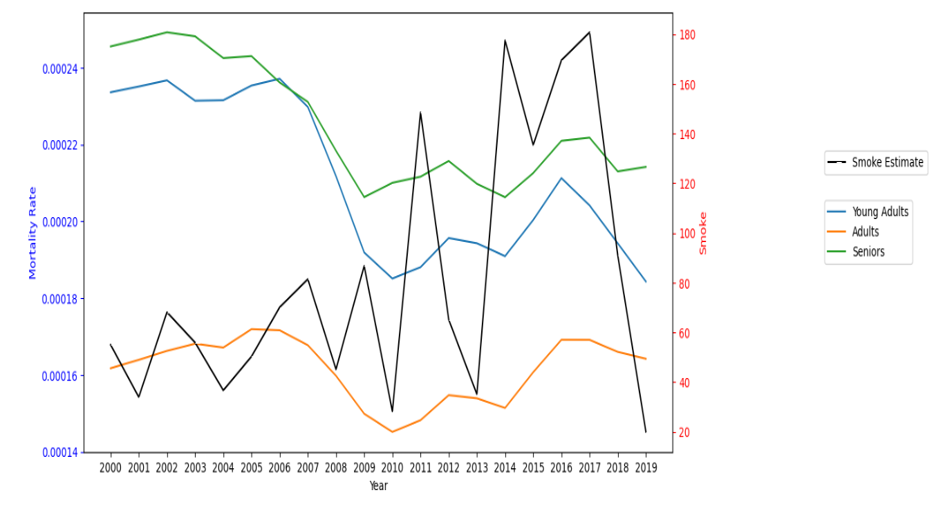 0.00024
0.00022
0.00020
0.00018
0.00016
0.00014
Mortality Rate
180
160
140
120
100
80
60
40
20
Smoke
2000 2001 2002 2003 2004 2005 2006 2007 2008 2009 2010 2011 2012 2013 2014 2015 2016 2017 2018 2019
Year
Smoke Estimate
Young Adults
Adults
Seniors